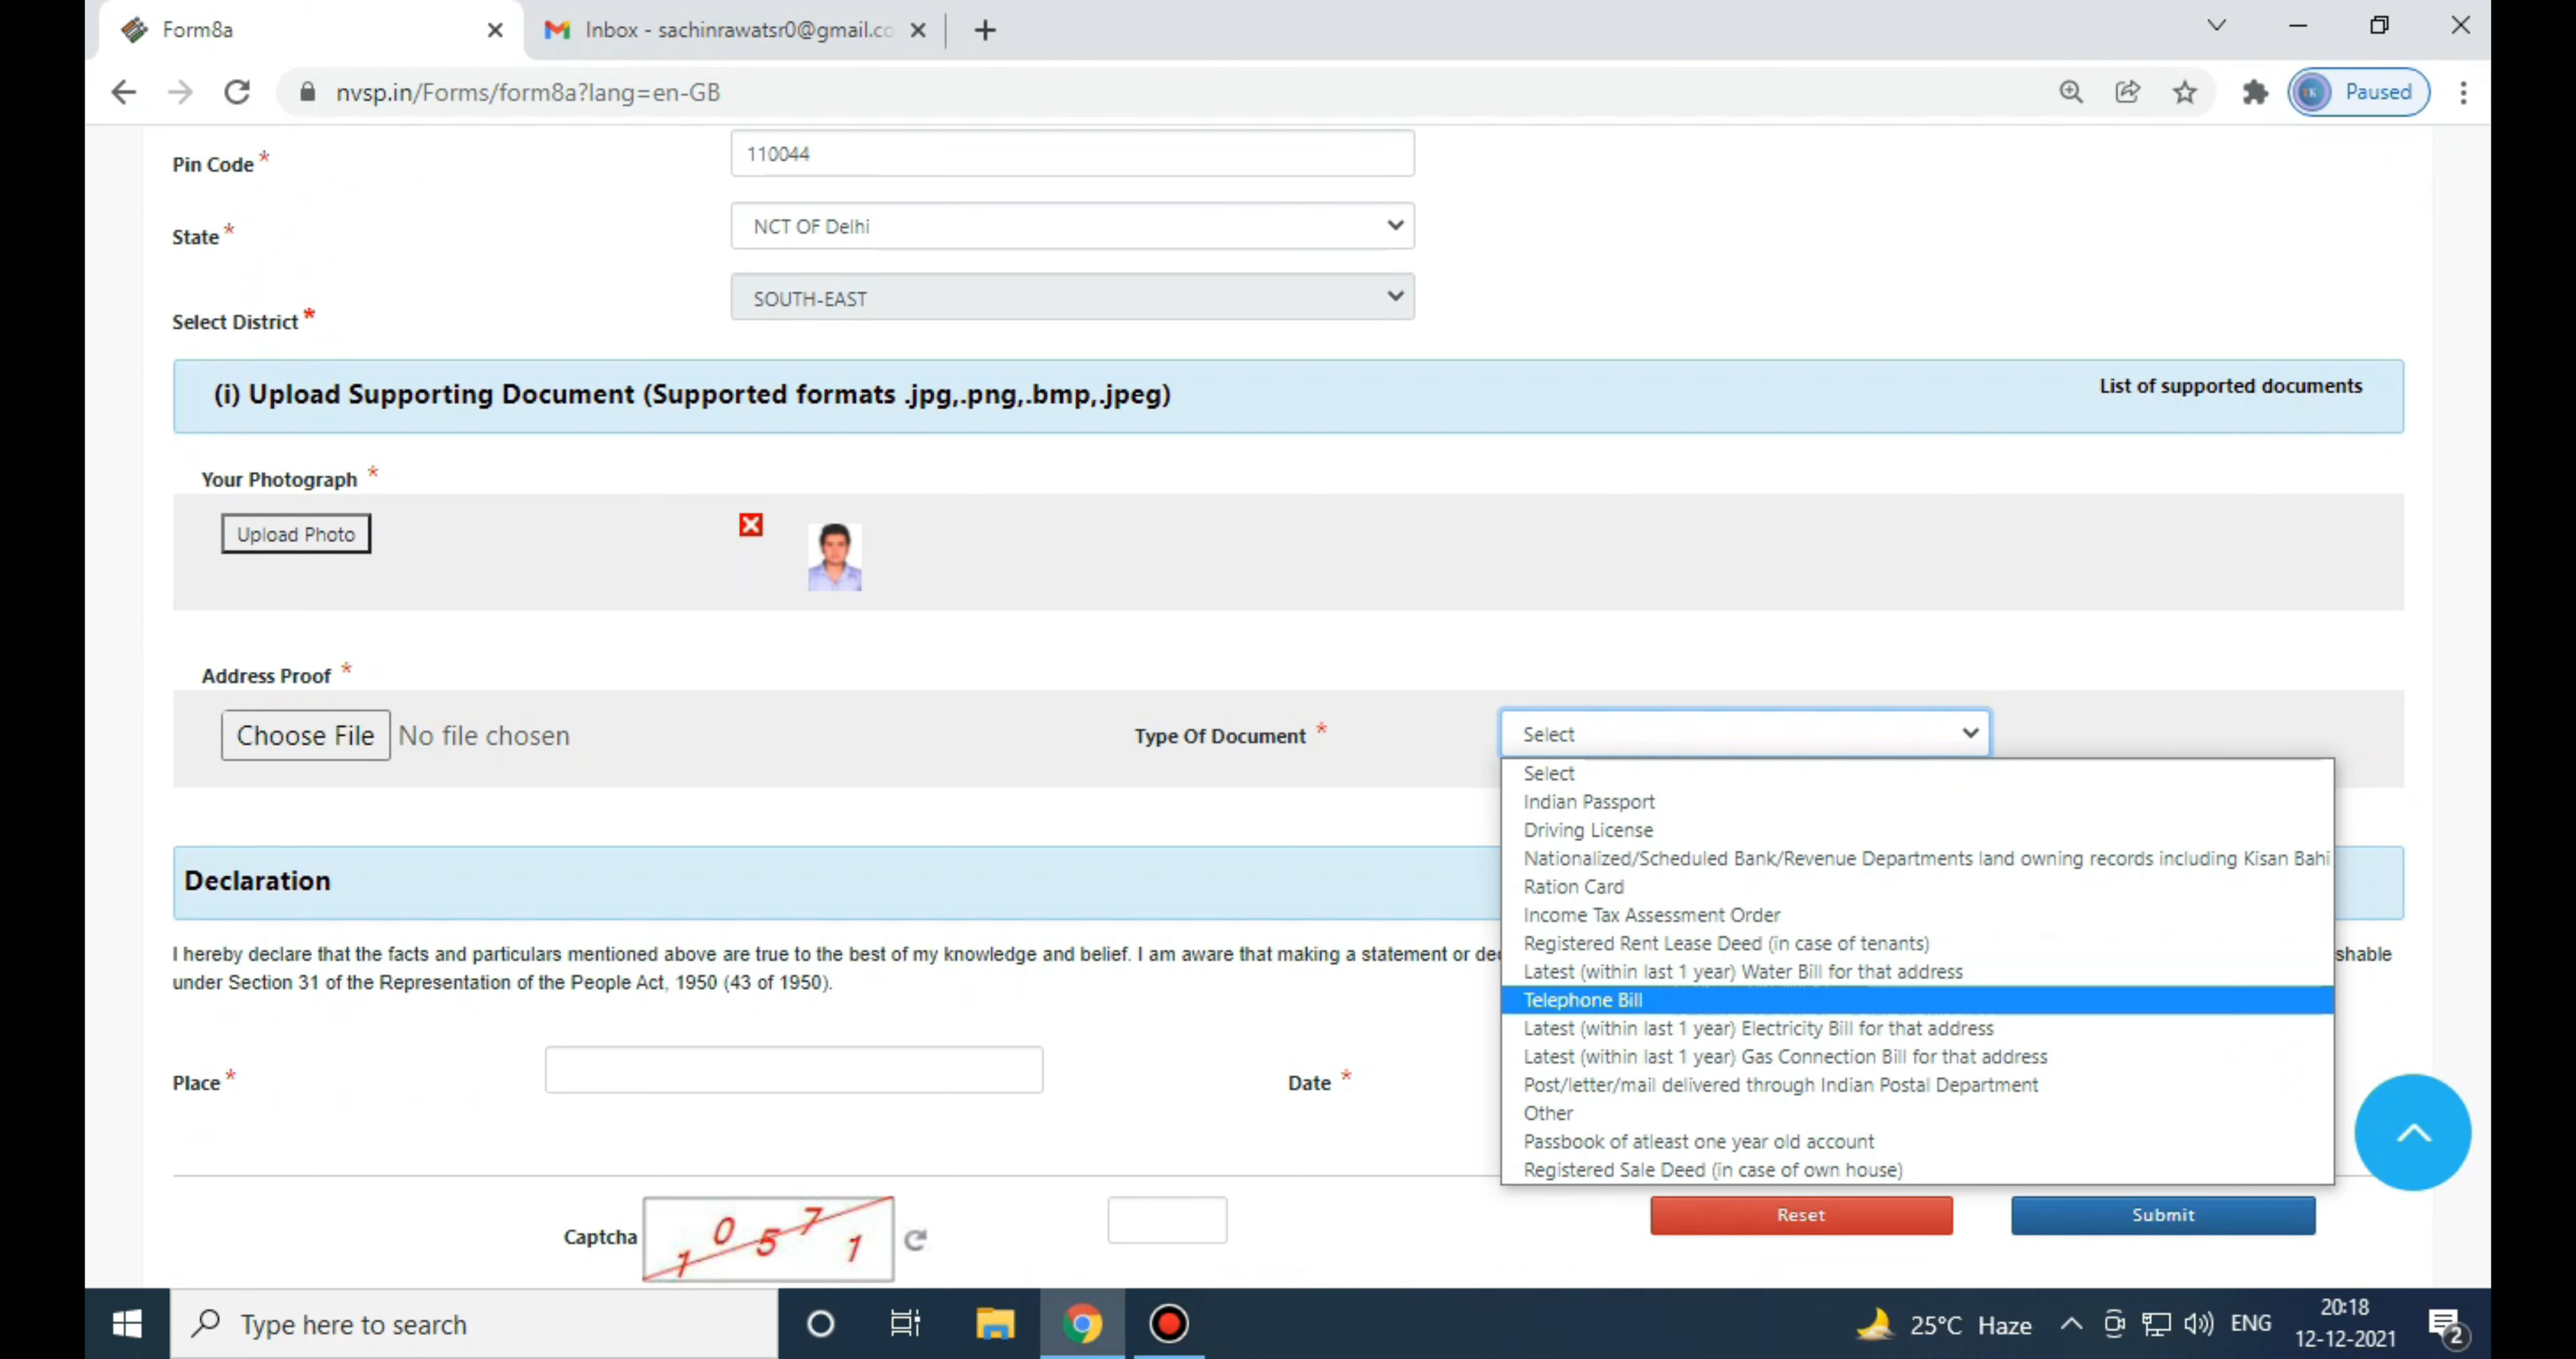 Form8a
Inbox - sachinrawatsr0@gmail.co
nvsp.in/Forms/form8a?lang=en-GB
Paused
Pin Code *
110044
State *
NCT OF Delhi
Select District *
SOUTH-EAST
(i) Upload Supporting Document (Supported formats .jpg,.png,.bmp,.jpeg)
List of supported documents
Your Photograph *
Upload Photo
Address Proof *
Choose File No file chosen
Type Of Document *
Select
Select
Indian Passport
Driving License
Nationalized/Scheduled Bank/Revenue Departments land owning records including Kisan Bahi
Ration Card
Income Tax Assessment Order
Registered Rent Lease Deed (in case of tenants)
Latest (within last 1 year) Water Bill for that address
Telephone Bill
Latest (within last 1 year) Electricity Bill for that address
Latest (within last 1 year) Gas Connection Bill for that address
Post/letter/mail delivered through Indian Postal Department
Other
Passbook of atleast one year old account
Registered Sale Deed (in case of own house)
Declaration
I hereby declare that the facts and particulars mentioned above are true to the best of my knowledge and belief. I am aware that making a statement or dec shable
under Section 31 of the Representation of the People Act, 1950 (43 of 1950).
Place *
Date *
Captcha
1 0 5 7 1
Reset
Submit
Type here to search
25°C Haze
ENG
20:18
12-12-2021
2